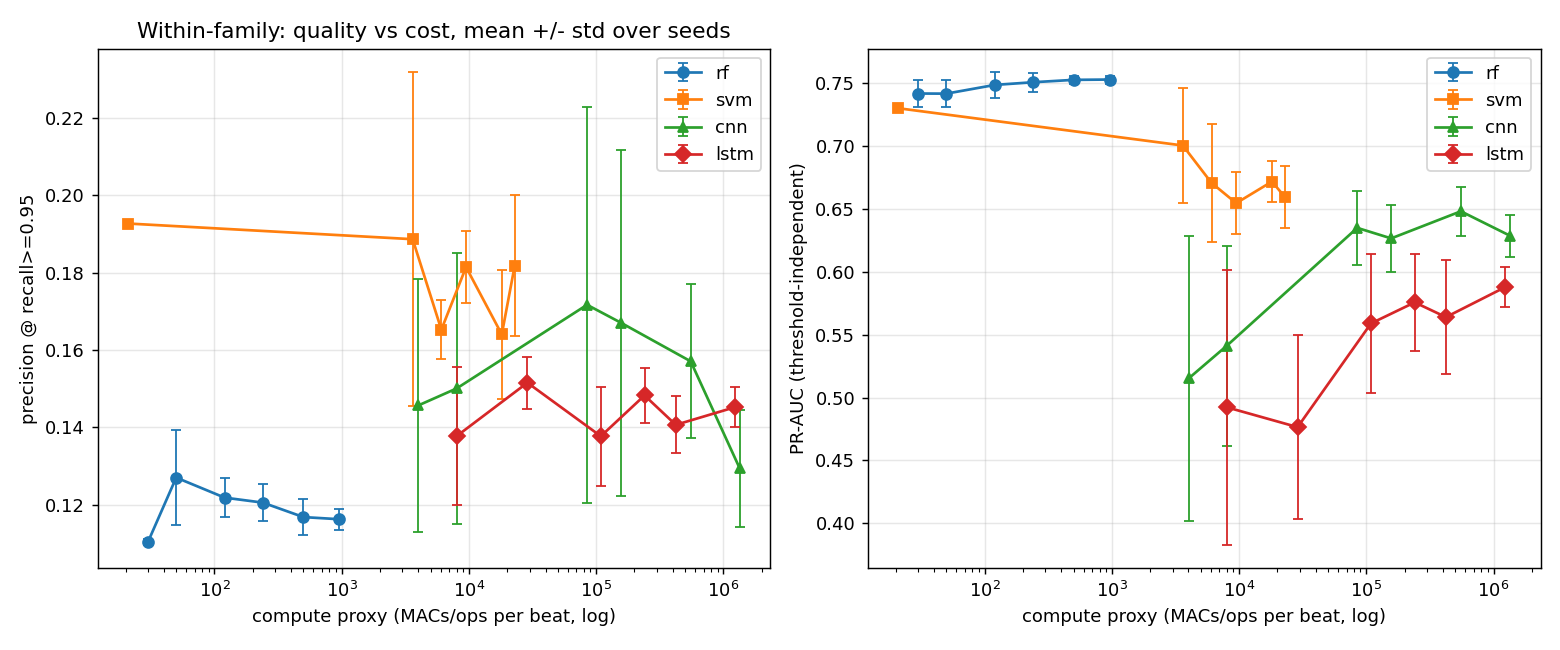 Within-family: quality vs cost, mean +/- std over seeds
precision @ recall>=0.95
0.22
0.20
0.18
0.16
0.14
0.12
10²
10³
10⁴
10⁵
10⁶
compute proxy (MACs/ops per beat, log)
rf
svm
cnn
lstm
PR-AUC (threshold-independent)
0.75
0.70
0.65
0.60
0.55
0.50
0.45
0.40
10²
10³
10⁴
10⁵
10⁶
compute proxy (MACs/ops per beat, log)
rf
svm
cnn
lstm